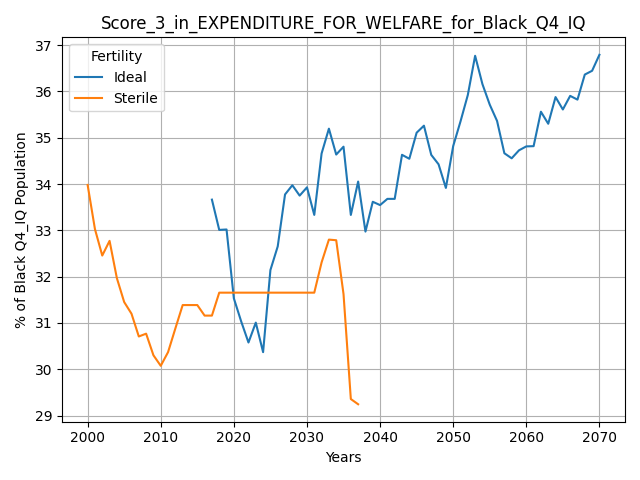 Score_3_in_EXPENDITURE_FOR_WELFARE_for_Black_Q4_IQ
Fertility
Ideal
Sterile
% of Black Q4_IQ Population
37
36
35
34
33
32
31
30
29
2000 2010 2020 2030 2040 2050 2060 2070
Years